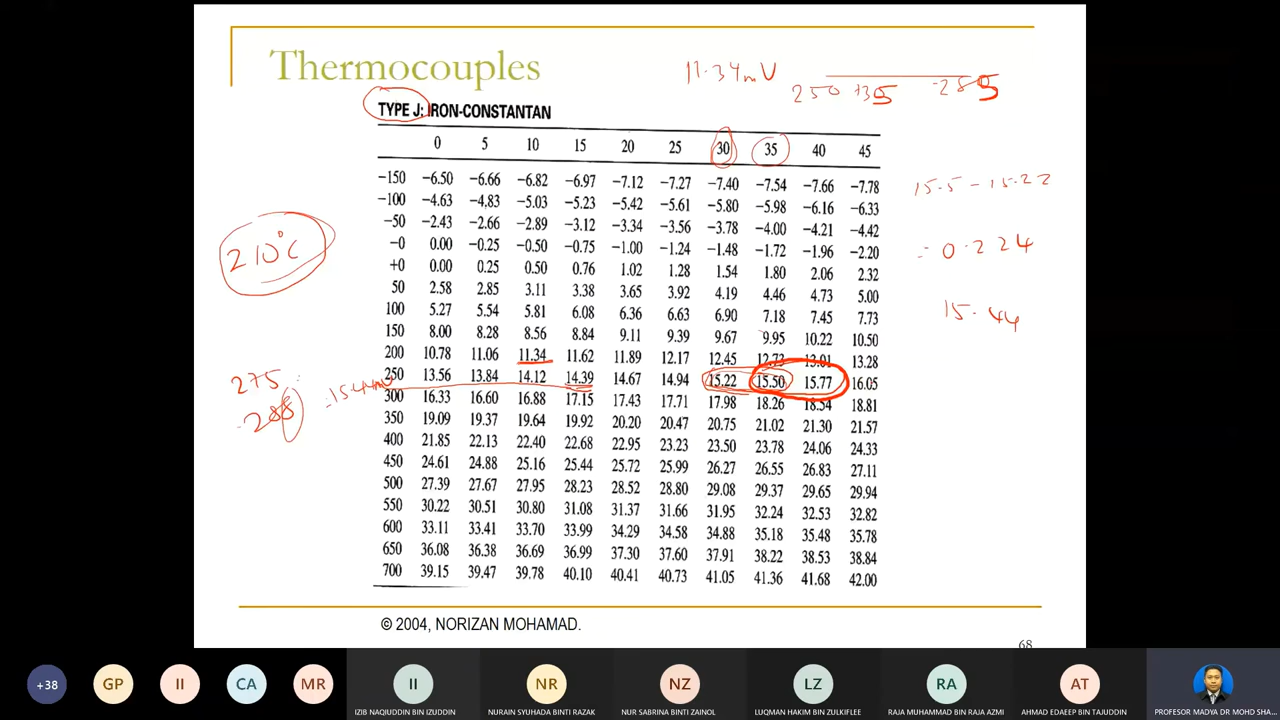 Thermocouples
11.34mV
250 +35
285
TYPE J: IRON-CONSTANTAN
0 5 10 15 20 25 30 35 40 45
−150 −6.50 −6.66 −6.82 −6.97 −7.12 −7.27 −7.40 −7.54 −7.66 −7.78
−100 −4.63 −4.83 −5.03 −5.23 −5.42 −5.61 −5.80 −5.98 −6.16 −6.33
−50 −2.43 −2.66 −2.89 −3.12 −3.34 −3.56 −3.78 −4.00 −4.21 −4.42
−0 0.00 −0.25 −0.50 −0.75 −1.00 −1.24 −1.48 −1.72 −1.96 −2.20
+0 0.00 0.25 0.50 0.76 1.02 1.28 1.54 1.80 2.06 2.32
50 2.58 2.85 3.11 3.38 3.65 3.92 4.19 4.46 4.73 5.00
100 5.27 5.54 5.81 6.08 6.36 6.63 6.90 7.18 7.45 7.73
150 8.00 8.28 8.56 8.84 9.11 9.39 9.67 9.95 10.22 10.50
200 10.78 11.06 11.34 11.62 11.89 12.17 12.45 12.73 13.01 13.28
250 13.56 13.84 14.12 14.39 14.67 14.94 15.22 15.50 15.77 16.05
300 16.33 16.60 16.88 17.15 17.43 17.71 17.98 18.26 18.54 18.81
350 19.09 19.37 19.64 19.92 20.20 20.47 20.75 21.02 21.30 21.57
400 21.85 22.13 22.40 22.68 22.95 23.23 23.50 23.78 24.06 24.33
450 24.61 24.88 25.16 25.44 25.72 25.99 26.27 26.55 26.83 27.11
500 27.39 27.67 27.95 28.23 28.52 28.80 29.08 29.37 29.65 29.94
550 30.22 30.51 30.80 31.08 31.37 31.66 31.95 32.24 32.53 32.82
600 33.11 33.41 33.70 33.99 34.29 34.58 34.88 35.18 35.48 35.78
650 36.08 36.38 36.69 36.99 37.30 37.60 37.91 38.22 38.53 38.84
700 39.15 39.47 39.78 40.10 40.41 40.73 41.05 41.36 41.68 42.00
210°C
275
288
15.5 - 15.22
= 0.224
15.44
© 2004, NORIZAN MOHAMAD.
68
+38 GP II CA MR II NR NZ LZ RA AT
IZIB NAQIUDDIN BIN IZUDDIN
NURAIN SYUHADA BINTI RAZAK
NUR SABRINA BINTI ZAINOL
LUQMAN HAKIM BIN ZULKIFLEE
RAJA MUHAMMAD BIN RAJA AZMI
AHMAD EDAEEP BIN TAJUDDIN
PROFESOR MADYA DR MOHD SHA...